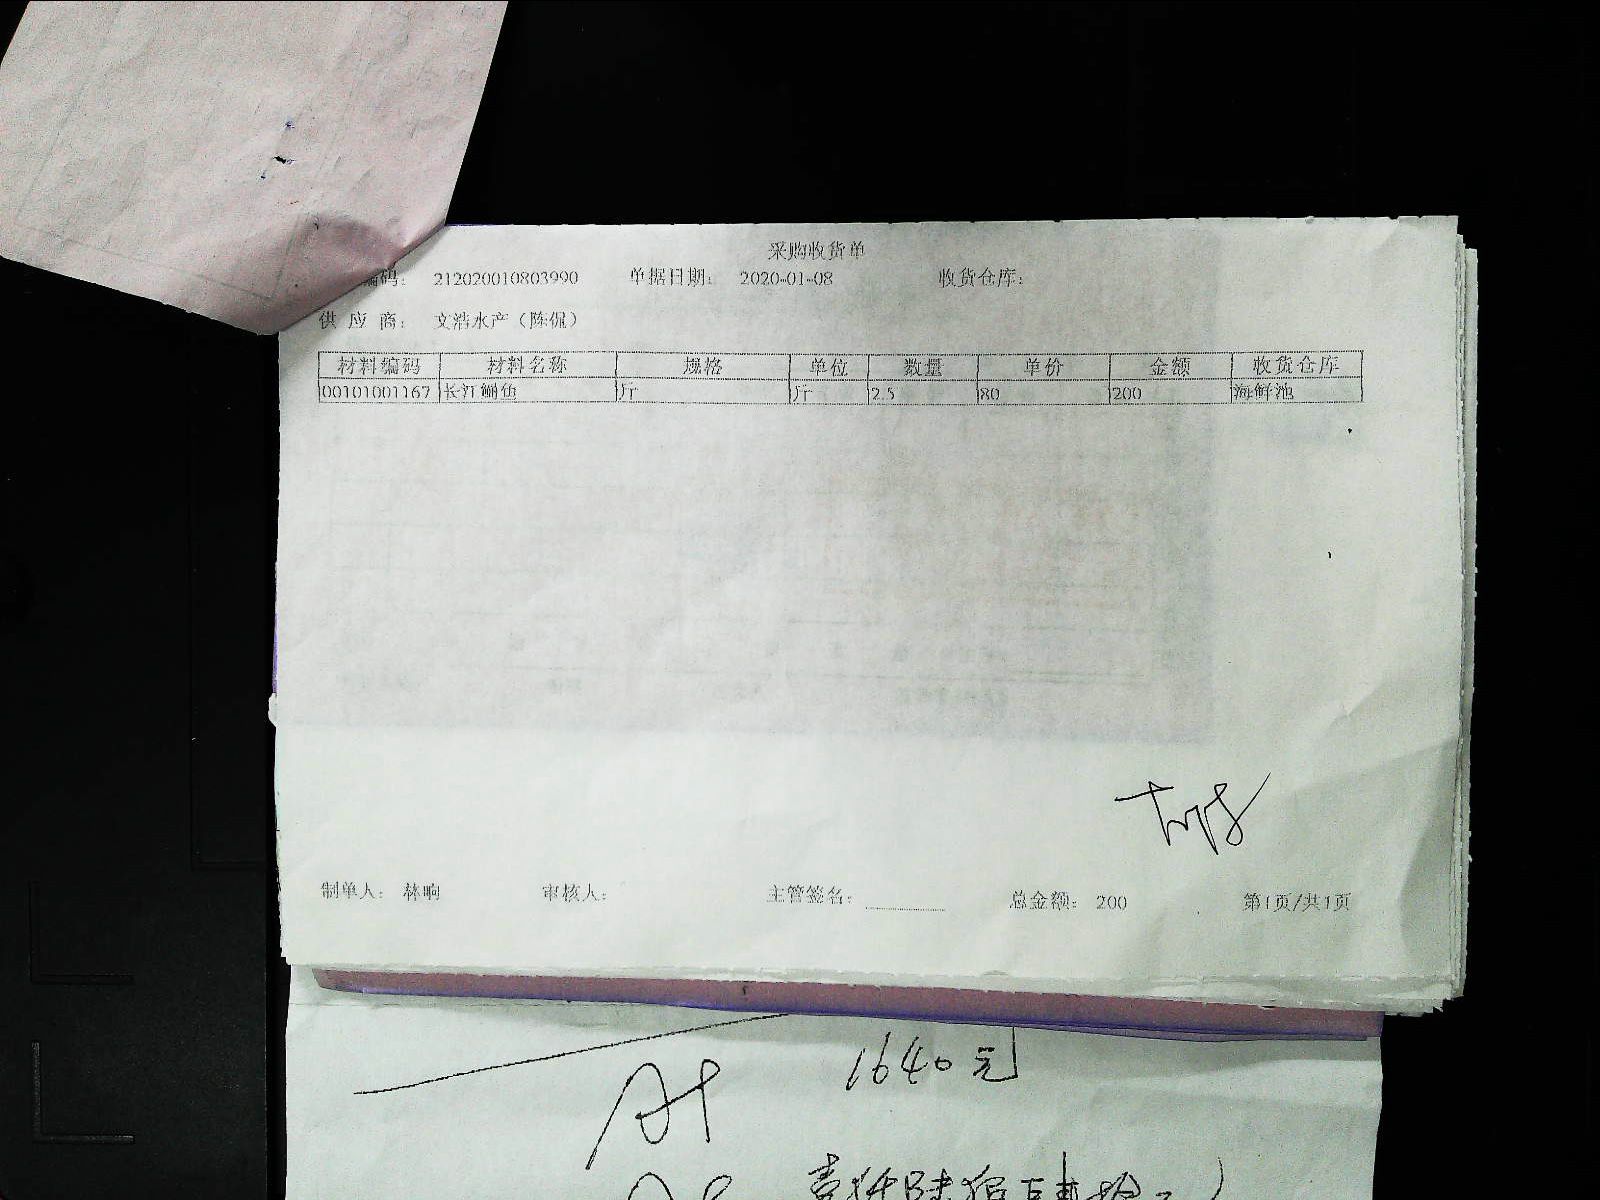 采购收货单
编码: 212020010803990 单据日期: 2020-01-08 收货仓库:
供 应 商: 文浩水产（陈侃）
材料编码 材料名称 规格 单位 数量 单价 金额 收货仓库
00101001167 长江鮰鱼 斤 斤 2.5 80 200 海鲜池
制单人: 林晌 审核人: 主管签名: 总金额: 200 第1页/共1页
1640元